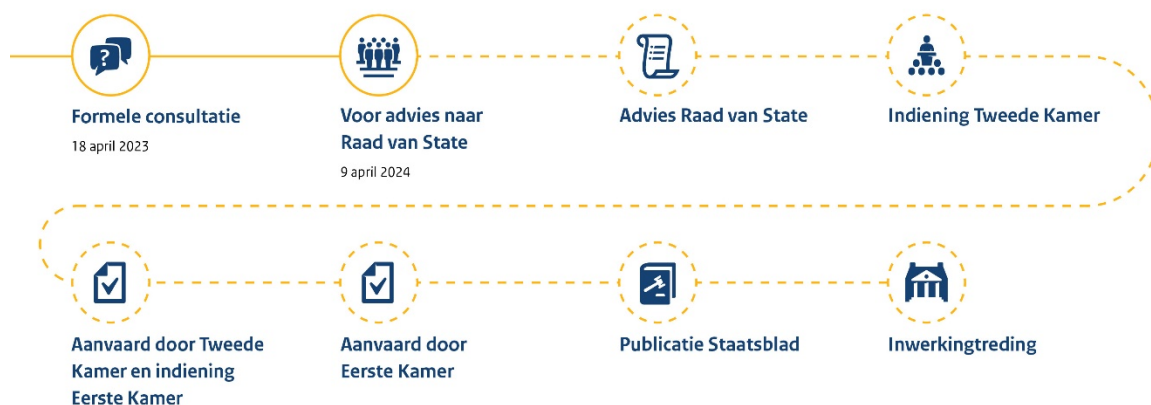 ?
Formele consultatie
18 april 2023
Voor advies naar
Raad van State
9 april 2024
Advies Raad van State
Indiening Tweede Kamer
Aanvaard door Tweede
Kamer en indiening
Eerste Kamer
Aanvaard door
Eerste Kamer
Publicatie Staatsblad
Inwerkingtreding